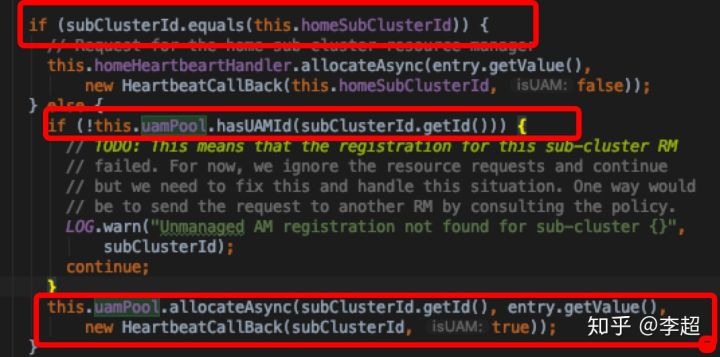 if (subClusterId.equals(this.homeSubClusterId)) {
// Request for the home sub-cluster resource manager
this.homeHeartbeartHandler.allocateAsync(entry.getValue(),
new HeartbeatCallBack(this.homeSubClusterId, isUAM: false));
} else {
if (!this.uamPool.hasUAMId(subClusterId.getId())) {
// TODO: This means that the registration for this sub-cluster RM
// failed. For now, we ignore the resource requests and continue
// but we need to fix this and handle this situation. One way would
// be to send the request to another RM by consulting the policy.
LOG.warn("Unmanaged AM registration not found for sub-cluster {}",
subClusterId);
continue;
}
this.uamPool.allocateAsync(subClusterId.getId(), entry.getValue(),
new HeartbeatCallBack(subClusterId, isUAM: true));
}
知乎 @李超